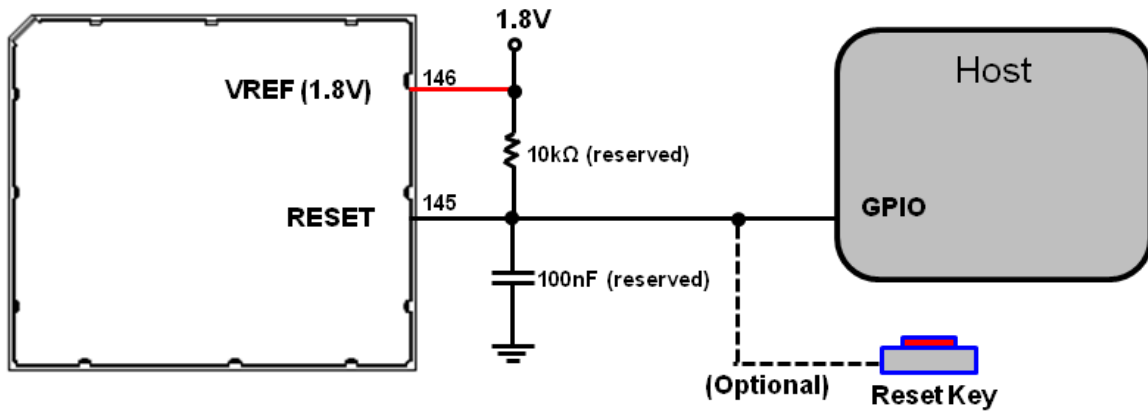 1.8V
VREF (1.8V)
146
Host
10kΩ (reserved)
RESET
145
GPIO
100nF (reserved)
(Optional)
Reset Key